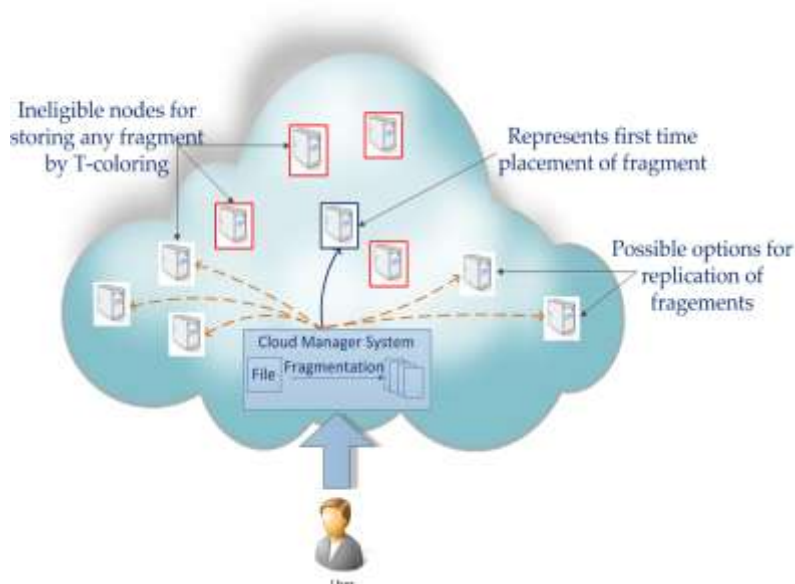 Ineligible nodes for
storing any fragment
by T-coloring
Represents first time
placement of fragment
Possible options for
replication of
fragements
Cloud Manager System
File
Fragmentation
User